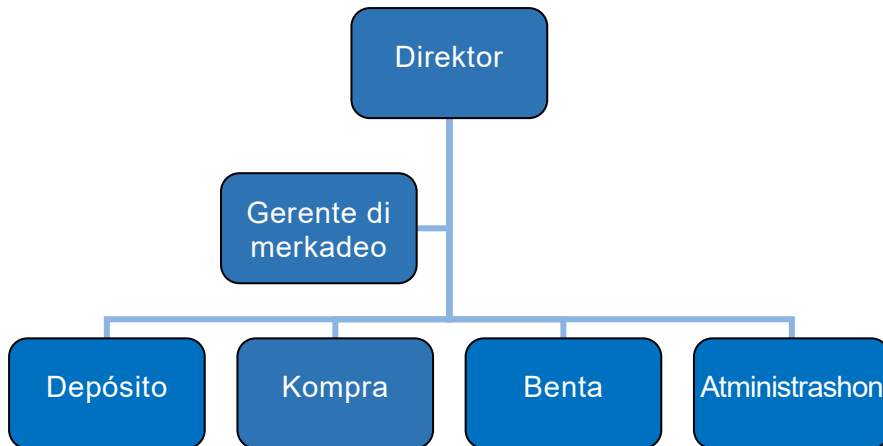 Direktor
Gerente di
merkadeo
Depósito
Kompra
Benta
Atministrashon